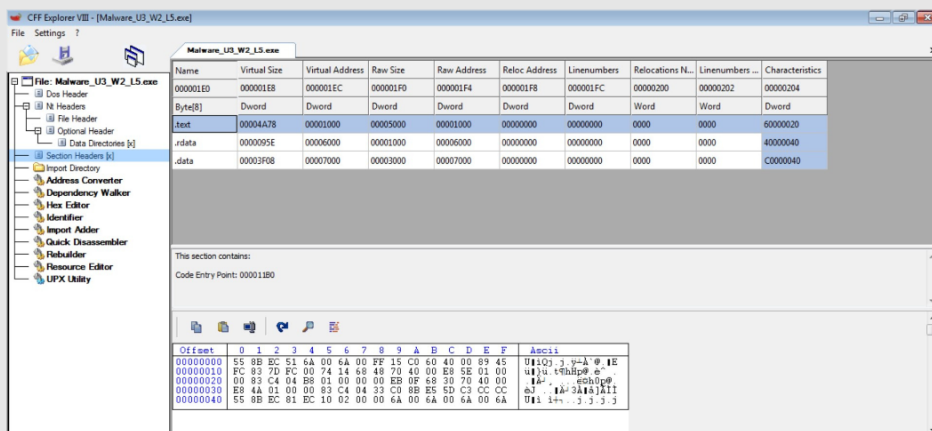 CFF Explorer VIII - [Malware_U3_W2_L5.exe]
File Settings ?
Malware_U3_W2_L5.exe
File: Malware_U3_W2_L5.exe
Dos Header
Nt Headers
File Header
Optional Header
Data Directories [x]
Section Headers [x]
Import Directory
Address Converter
Dependency Walker
Hex Editor
Identifier
Import Adder
Quick Disassembler
Rebuilder
Resource Editor
UPX Utility
Name Virtual Size Virtual Address Raw Size Raw Address Reloc Address Linenumbers Relocations N... Linenumbers ... Characteristics
000001E0 000001E8 000001EC 000001F0 000001F4 000001F8 000001FC 00000200 00000202 00000204
Byte[8] Dword Dword Dword Dword Dword Dword Word Word Dword
.text 00004A78 00001000 00005000 00001000 00000000 00000000 0000 0000 60000020
.rdata 0000095E 00006000 00001000 00006000 00000000 00000000 0000 0000 40000040
.data 00003F08 00007000 00003000 00007000 00000000 00000000 0000 0000 C0000040
This section contains:
Code Entry Point: 000011B0
Offset 0 1 2 3 4 5 6 7 8 9 A B C D E F Ascii
00000000 55 8B EC 51 6A 00 6A 00 FF 15 C0 60 40 00 89 45
00000010 FC 83 7D FC 00 74 14 68 48 70 40 00 E8 5E 01 00
00000020 00 83 C4 04 B8 01 00 00 00 EB 0F 68 30 70 40 00
00000030 E8 4A 01 00 00 83 C4 04 33 C0 8B E5 5D C3 CC CC
00000040 55 8B EC 81 EC 10 02 00 00 6A 00 6A 00 6A 00 6A